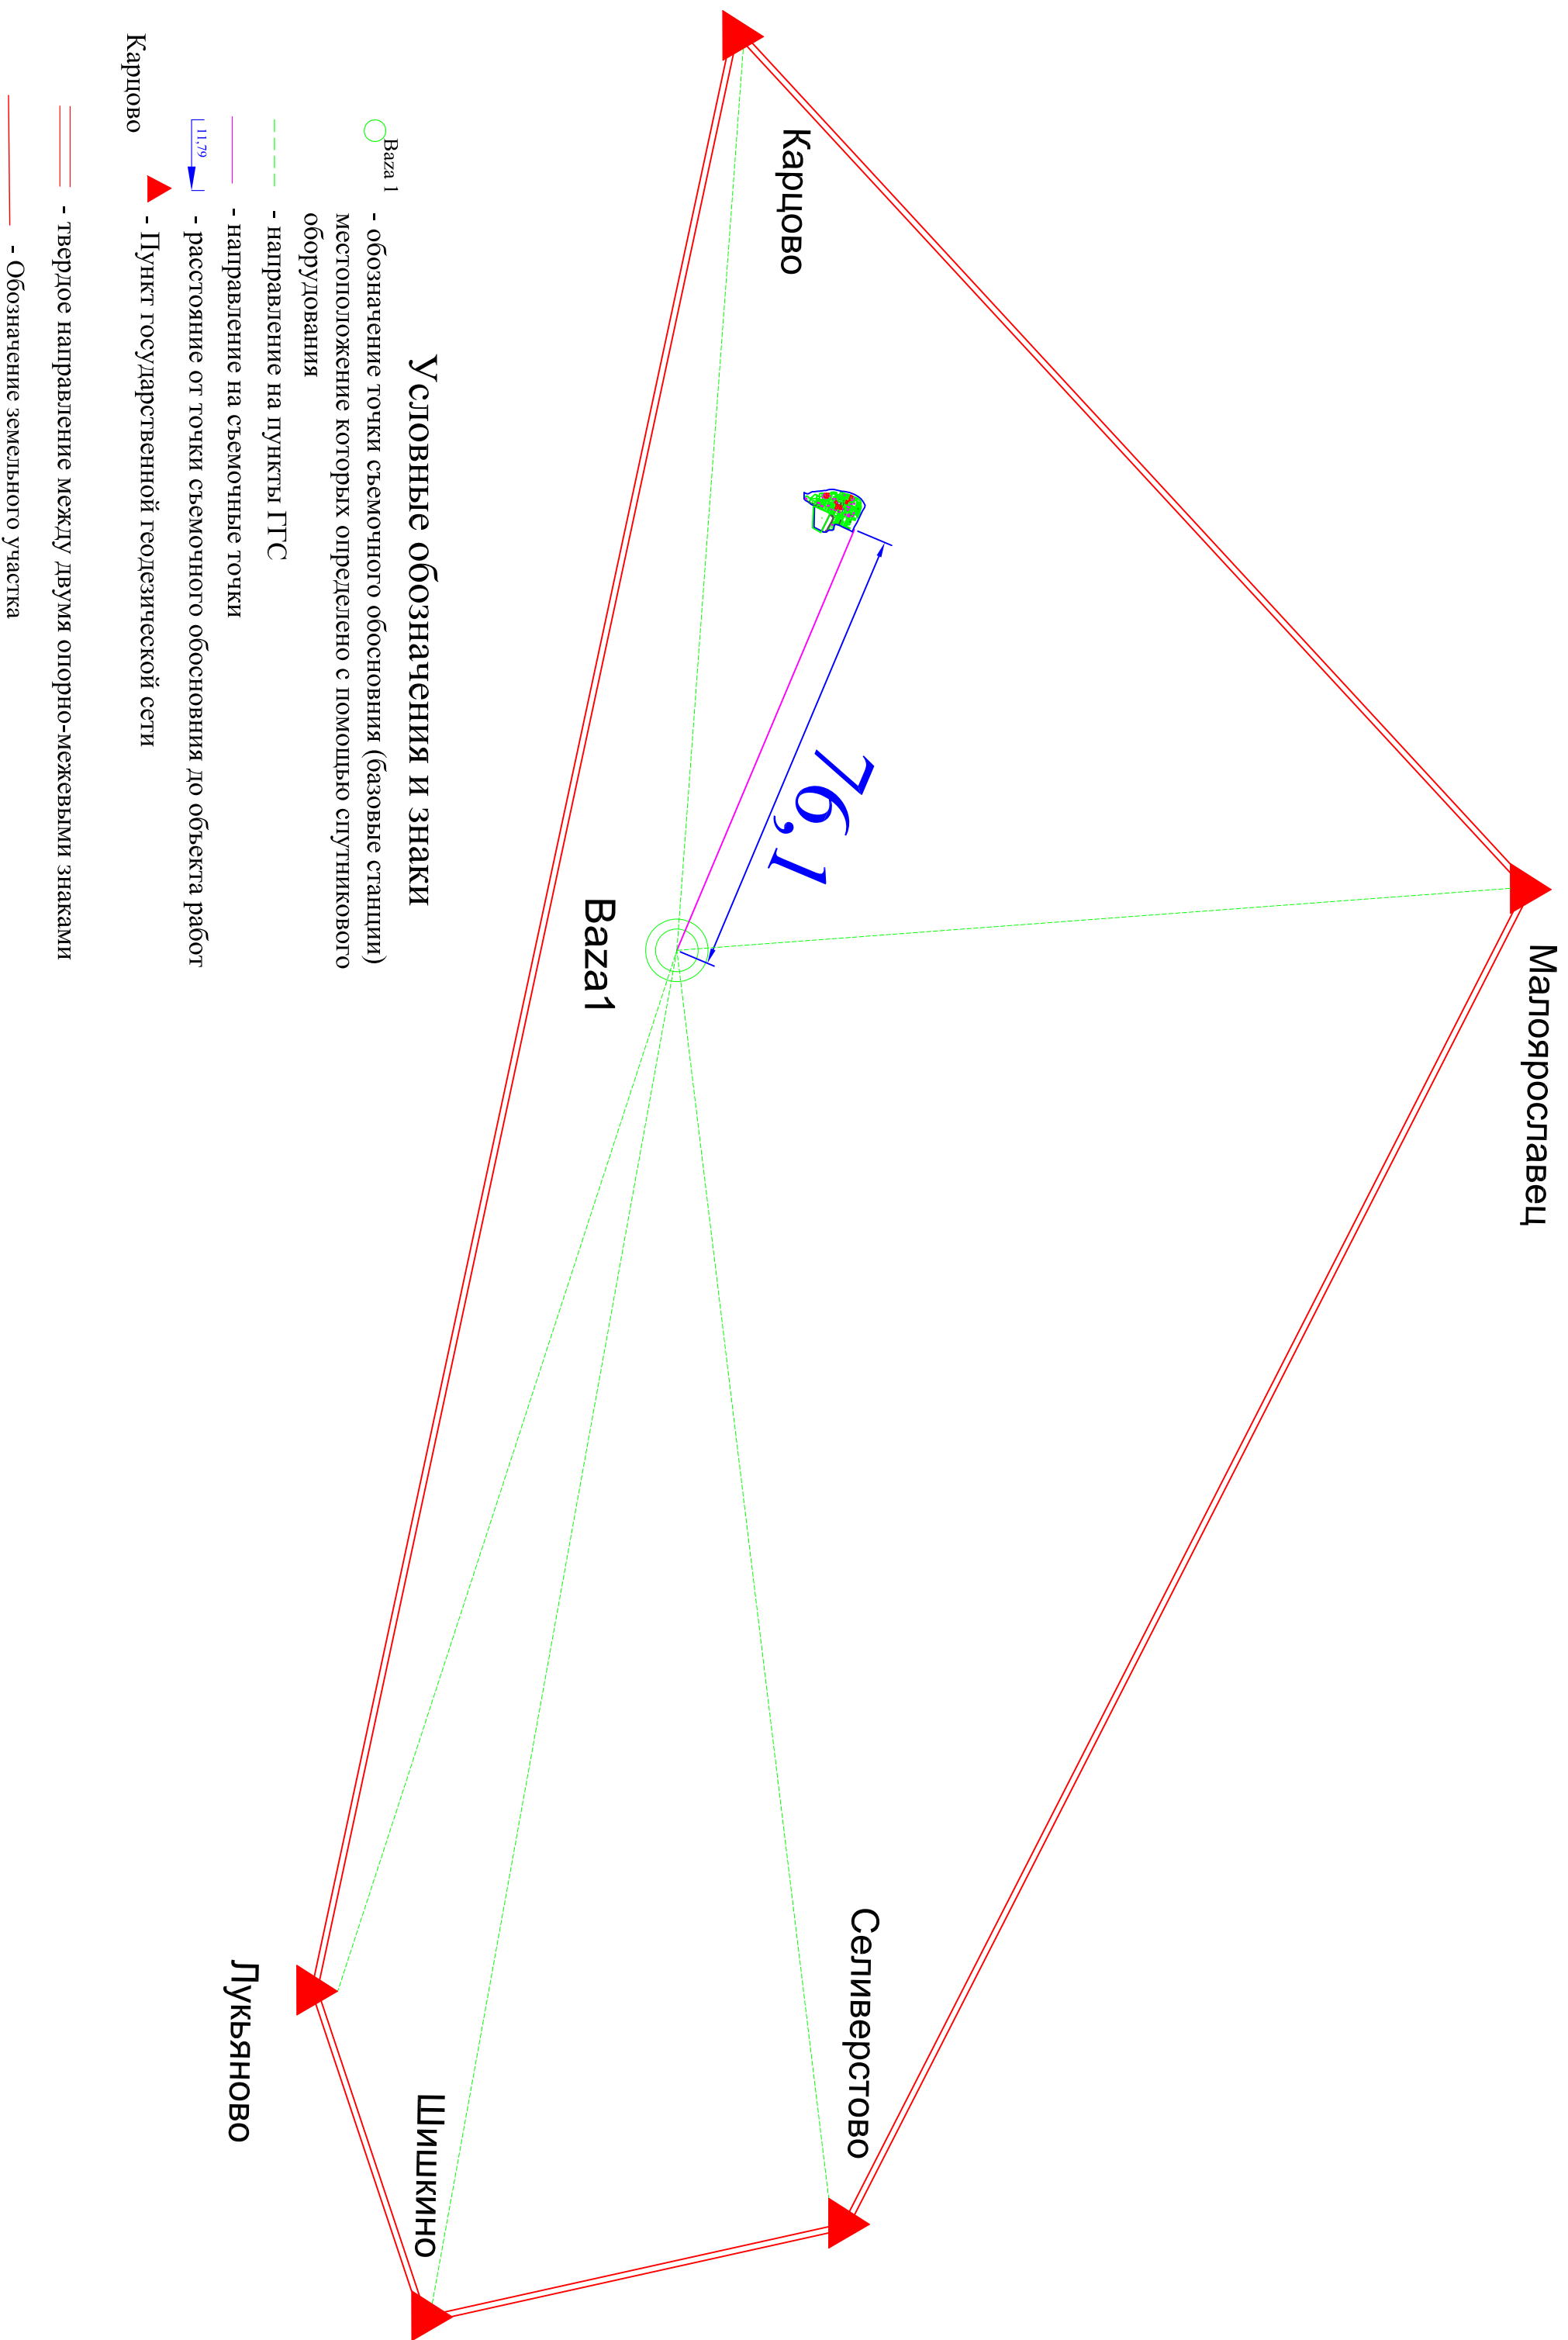 Малоярославец
Карцово
76,1
Селиверстово
Baza1
Шишкино
Лукьяново
Условные обозначения и знаки
Baza 1
- обозначение точки съемочного обосновния (базовые станции)
местоположение которых определено с помощью спутникового
оборудования
- направление на пункты ГГС
- направление на съемочные точки
11,79
- расстояние от точки съемочного обосновния до объекта работ
Карцово
- Пункт государственной геодезической сети
- твердое направление между двумя опорно-межевыми знаками
- Обозначение земельного участка